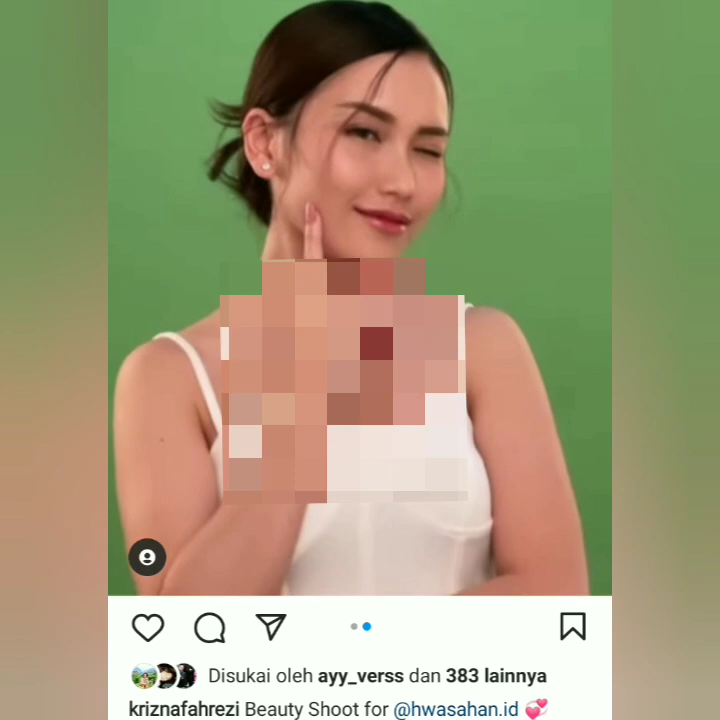 Disukai oleh ayy_verss dan 383 lainnya
kriznafahrezi Beauty Shoot for @hwasahan.id 💞